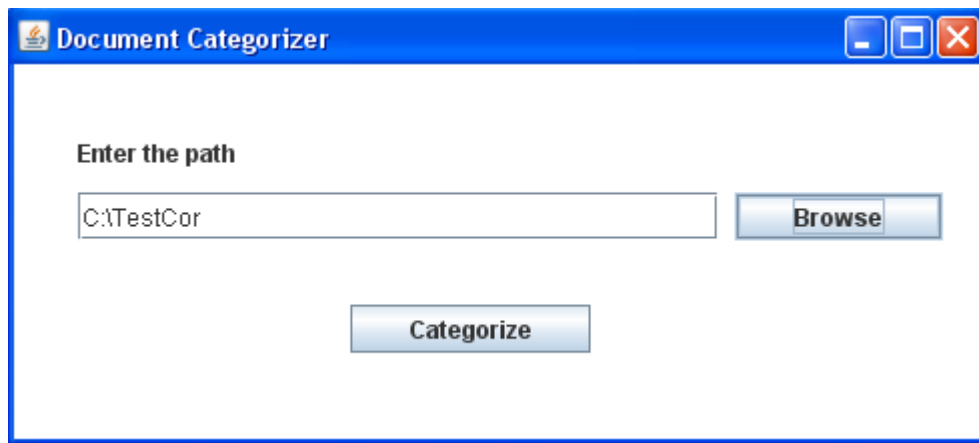 Document Categorizer
Enter the path
C:\TestCor
Browse
Categorize